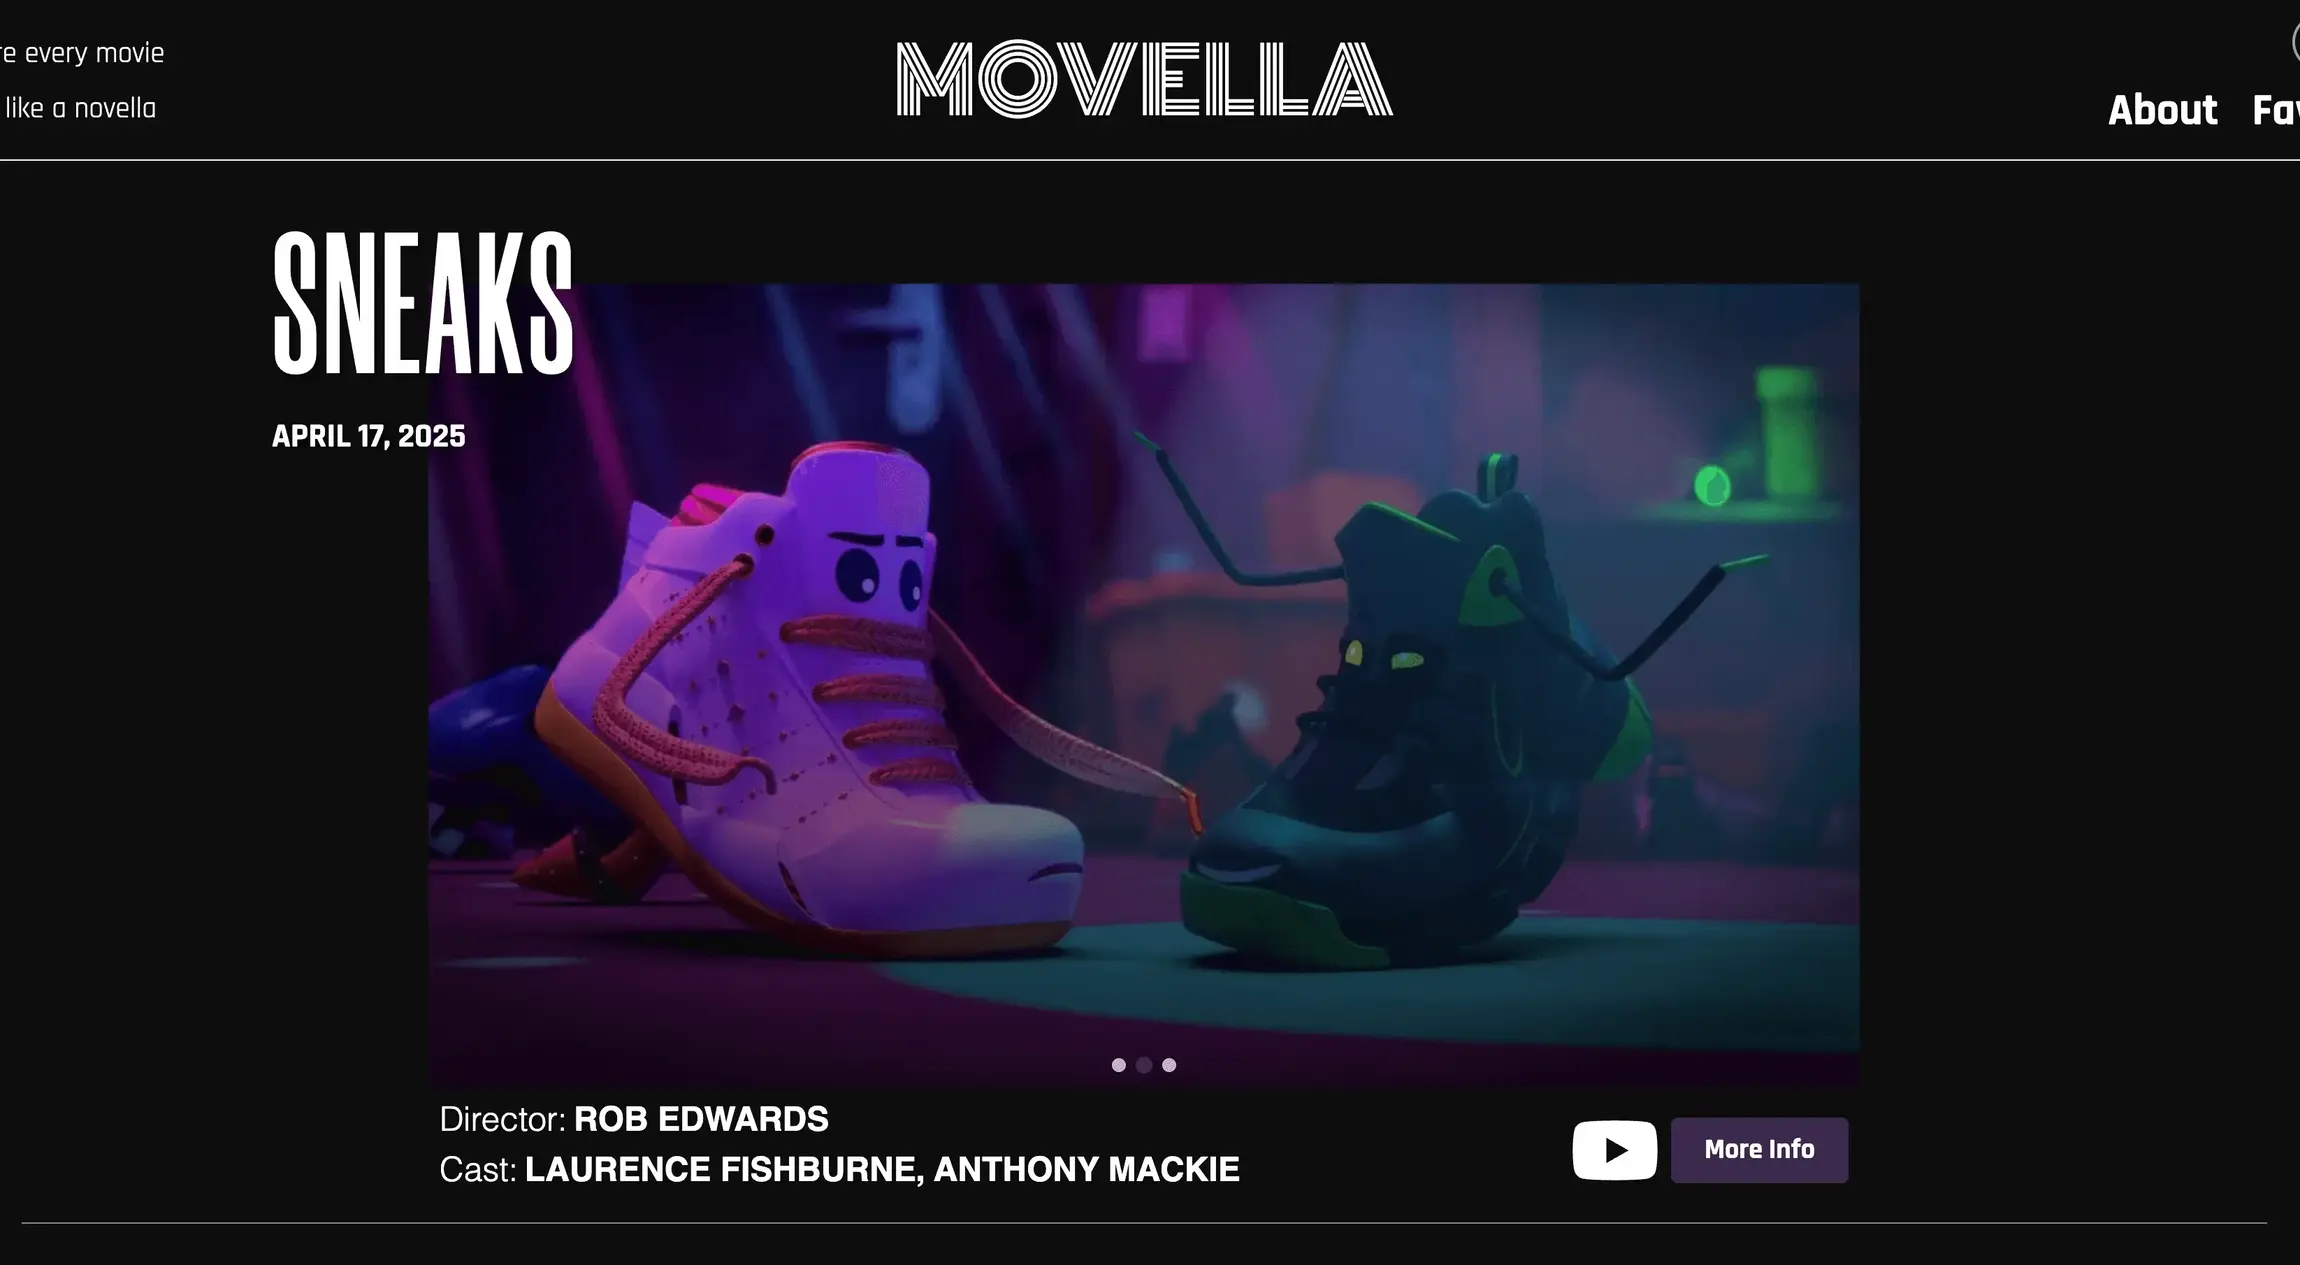 re every movie
like a novella
MOVELLA
About Fav
SNEAKS
APRIL 17, 2025
Director: ROB EDWARDS
Cast: LAURENCE FISHBURNE, ANTHONY MACKIE
More Info